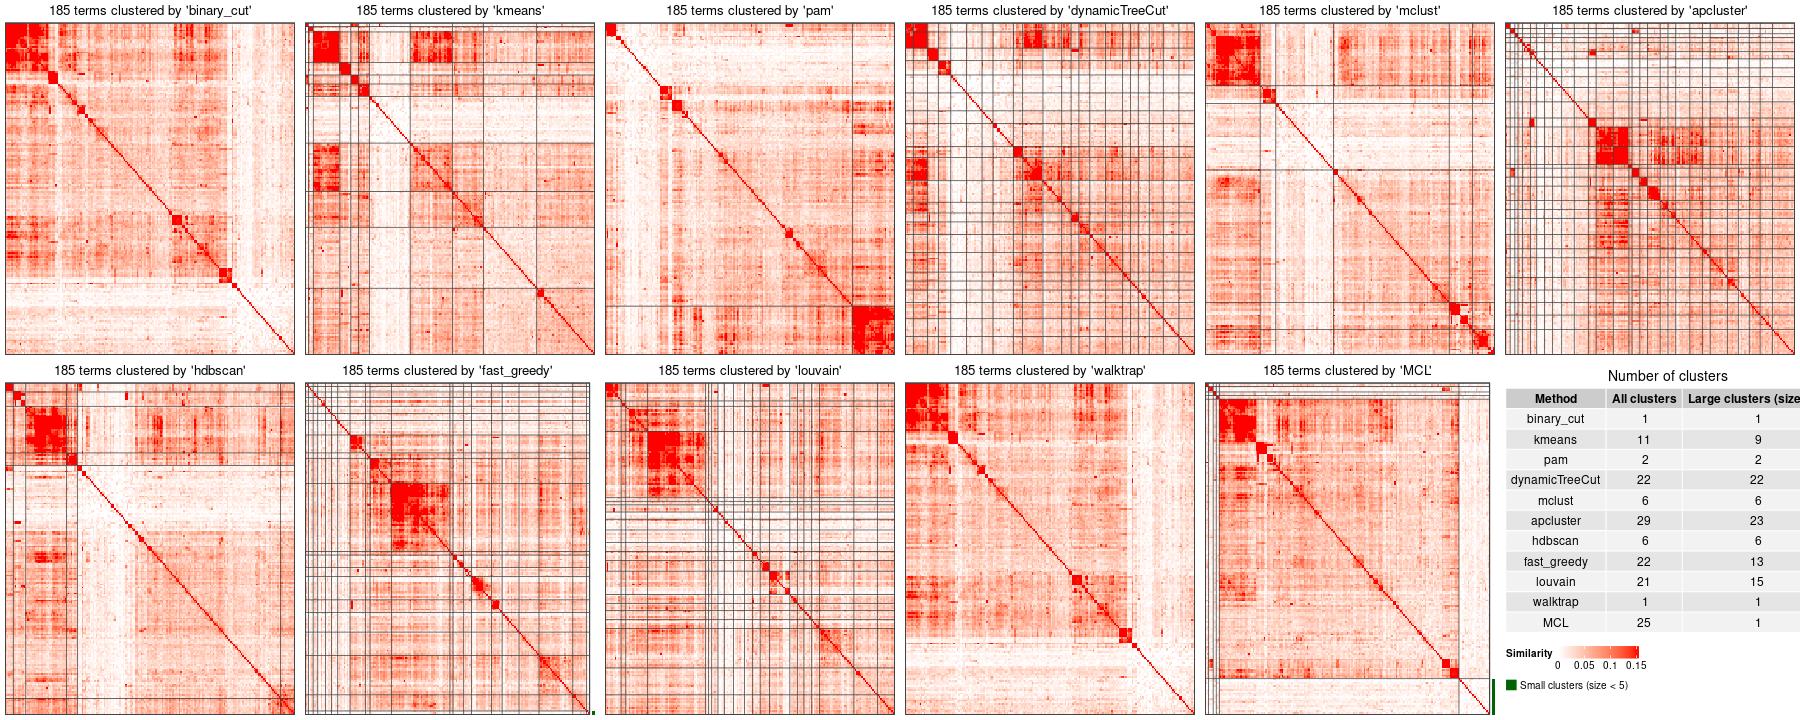 185 terms clustered by 'binary_cut'
185 terms clustered by 'kmeans'
185 terms clustered by 'pam'
185 terms clustered by 'dynamicTreeCut'
185 terms clustered by 'mclust'
185 terms clustered by 'apcluster'
185 terms clustered by 'hdbscan'
185 terms clustered by 'fast_greedy'
185 terms clustered by 'louvain'
185 terms clustered by 'walktrap'
185 terms clustered by 'MCL'
Number of clusters
Method All clusters Large clusters (size
binary_cut 1 1
kmeans 11 9
pam 2 2
dynamicTreeCut 22 22
mclust 6 6
apcluster 29 23
hdbscan 6 6
fast_greedy 22 13
louvain 21 15
walktrap 1 1
MCL 25 1
Similarity
0 0.05 0.1 0.15
Small clusters (size < 5)